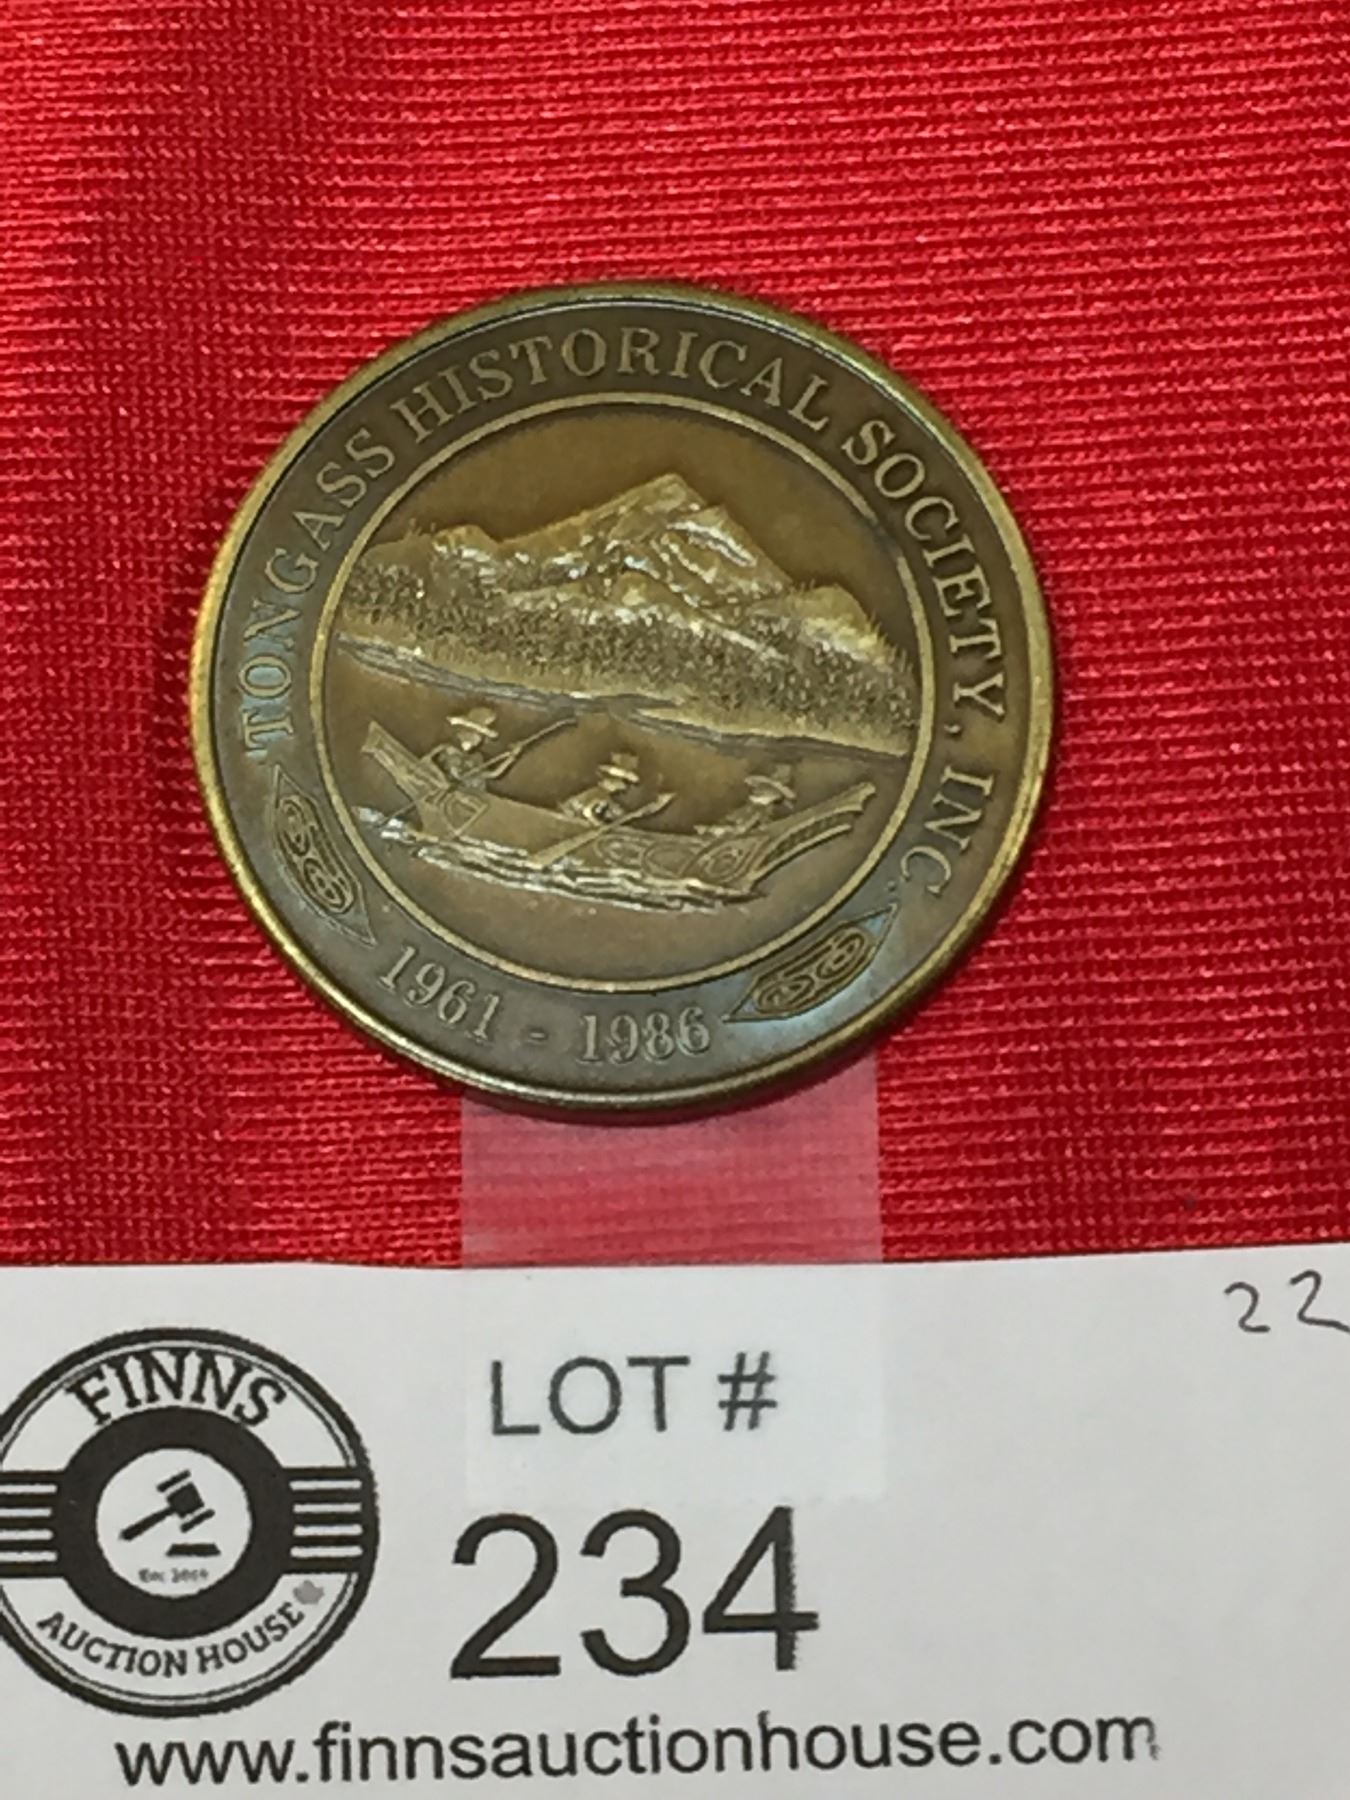 TONGASS HISTORICAL SOCIETY, INC.
1961 - 1986
22
FINNS
AUCTION HOUSE
LOT #
234
www.finnsauctionhouse.com